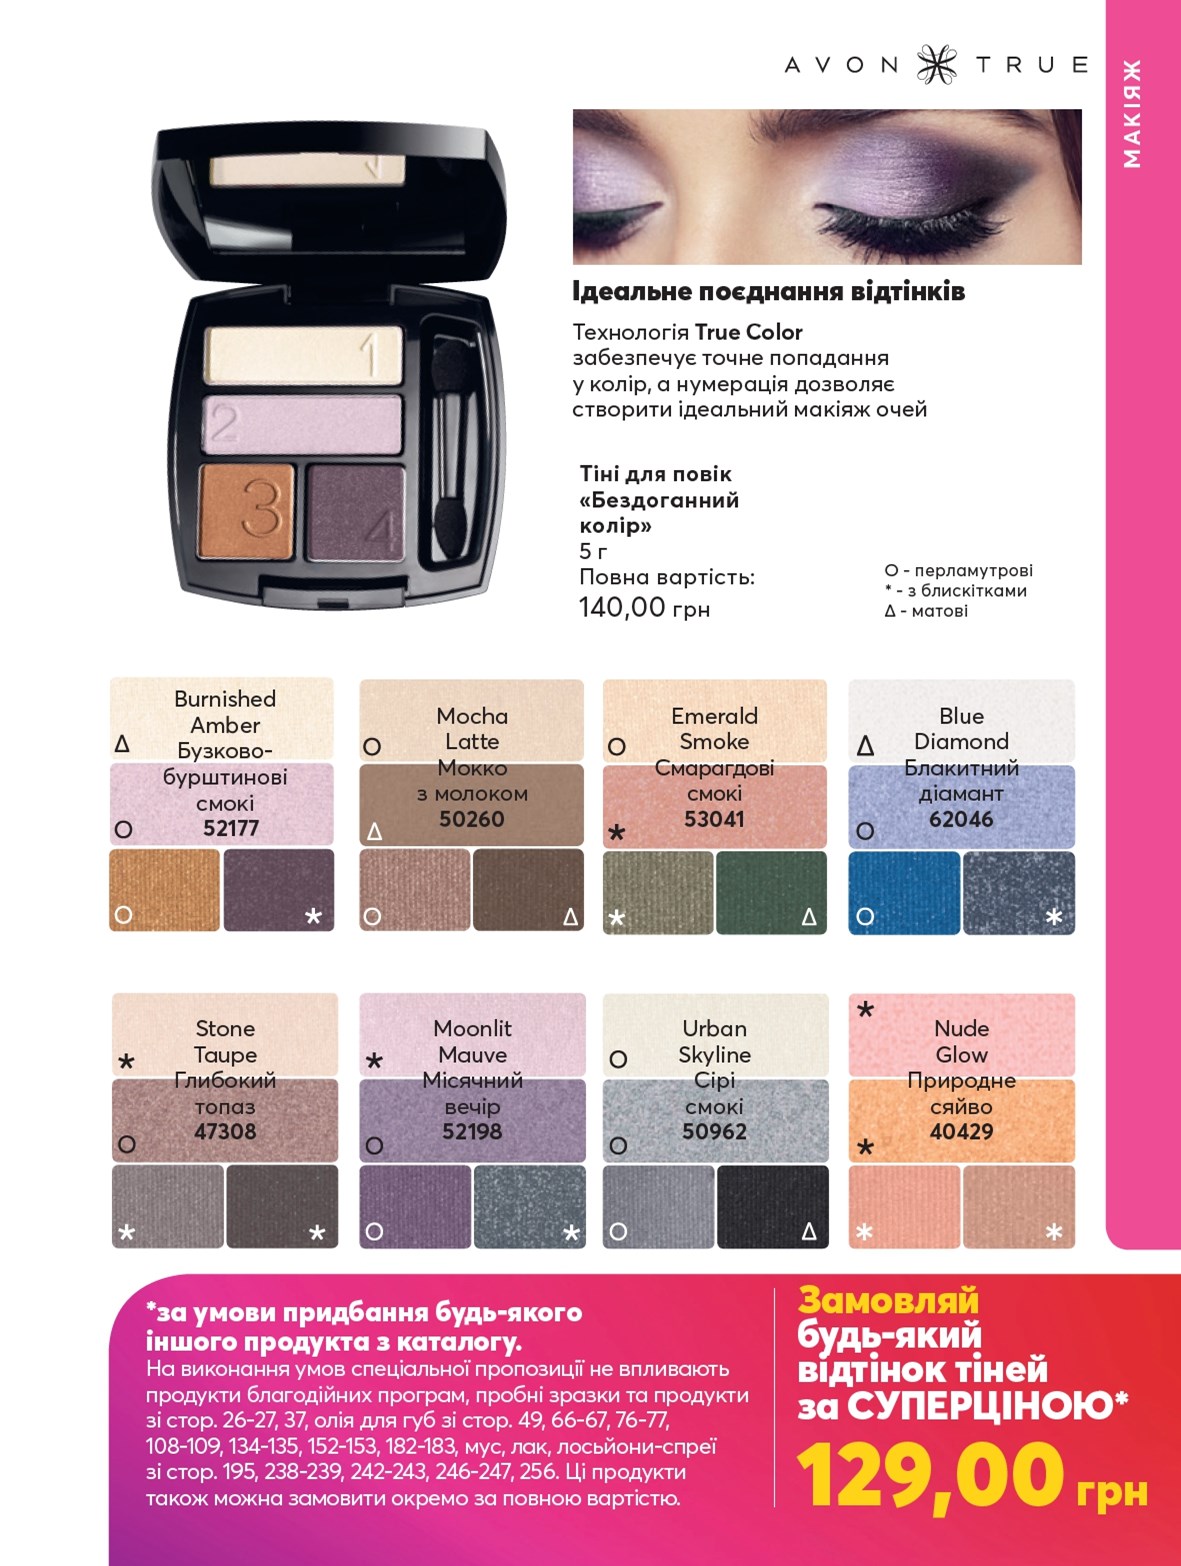 AVON TRUE
МАКІЯЖ
1
1
2
3
4
Ідеальне поєднання відтінків
Технологія True Color
забезпечує точне попадання
у колір, а нумерація дозволяє
створити ідеальний макіяж очей
Тіні для повік
«Бездоганний
колір»
5 г
Повна вартість:
140,00 грн
О - перламутрові
* - з блискітками
Δ - матові
Burnished
Amber
Бузково-
бурштинові
смокі
52177
Mocha
Latte
Мокко
з молоком
50260
Emerald
Smoke
Смарагдові
смокі
53041
Blue
Diamond
Блакитний
діамант
62046
Stone
Taupe
Глибокий
топаз
47308
Moonlit
Mauve
Місячний
вечір
52198
Urban
Skyline
Сірі
смокі
50962
Nude
Glow
Природне
сяйво
40429
*за умови придбання будь-якого
іншого продукта з каталогу.
На виконання умов спеціальної пропозиції не впливають
продукти благодійних програм, пробні зразки та продукти
зі стор. 26-27, 37, олія для губ зі стор. 49, 66-67, 76-77,
108-109, 134-135, 152-153, 182-183, мус, лак, лосьйони-спреї
зі стор. 195, 238-239, 242-243, 246-247, 256. Ці продукти
також можна замовити окремо за повною вартістю.
Замовляй
будь-який
відтінок тіней
за СУПЕРЦІНОЮ*
129,00 грн